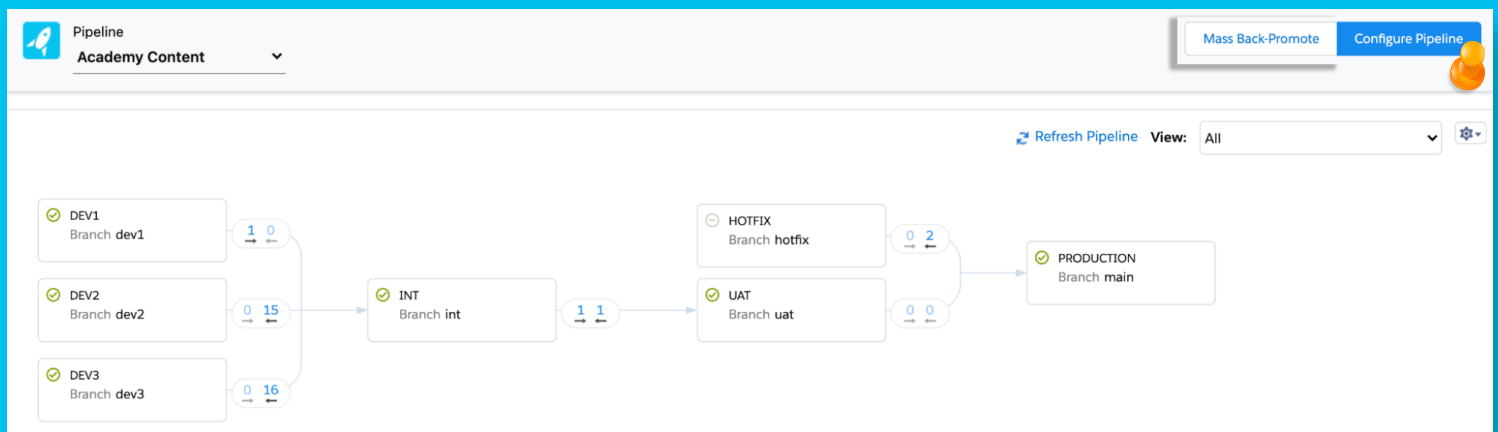 Pipeline
Academy Content
Mass Back-Promote
Configure Pipeline
Refresh Pipeline View: All
DEV1
Branch dev1
1 0
DEV2
Branch dev2
0 15
DEV3
Branch dev3
0 16
INT
Branch int
1 1
HOTFIX
Branch hotfix
0 2
UAT
Branch uat
0 0
PRODUCTION
Branch main